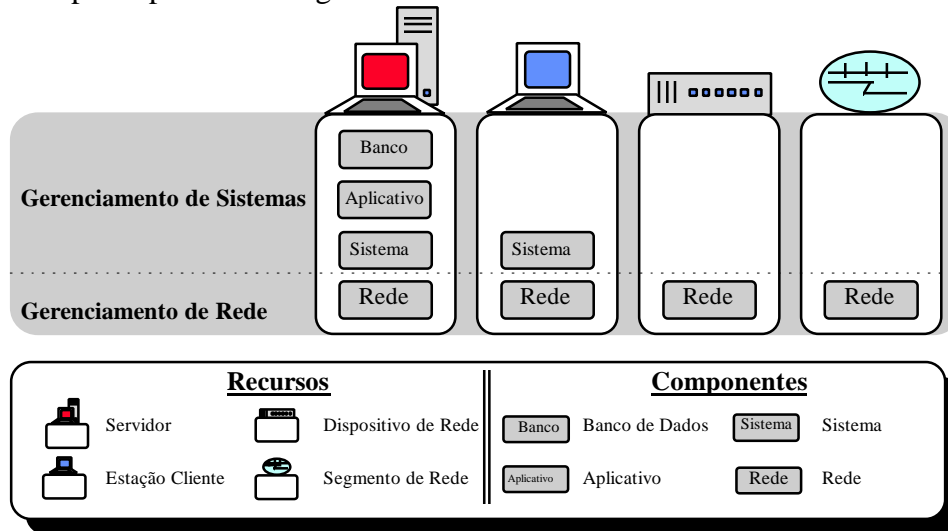 Banco
Gerenciamento de Sistemas
Aplicativo
Sistema
Sistema
Gerenciamento de Rede
Rede
Rede
Rede
Rede
Recursos
Componentes
Servidor
Dispositivo de Rede
Banco
Banco de Dados
Sistema
Sistema
Estação Cliente
Segmento de Rede
Aplicativo
Aplicativo
Rede
Rede